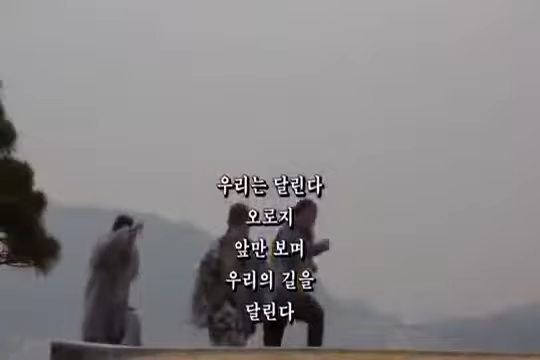 우리는 달린다
오로지
앞만 보며
우리의 길을
달린다